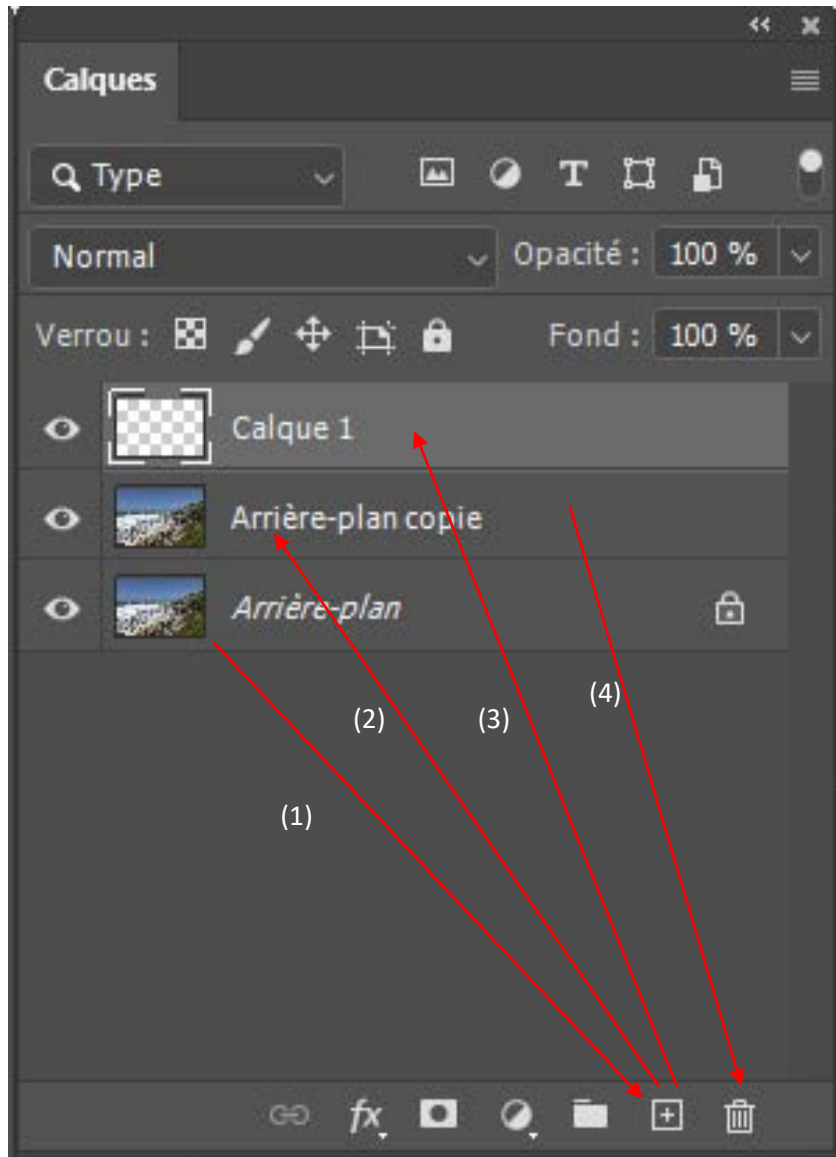 Calques
Type
Normal
Opacité : 100 %
Verrou :
Fond : 100 %
Calque 1
Arrière-plan copie
Arrière-plan
(4)
(2)
(3)
(1)
fx